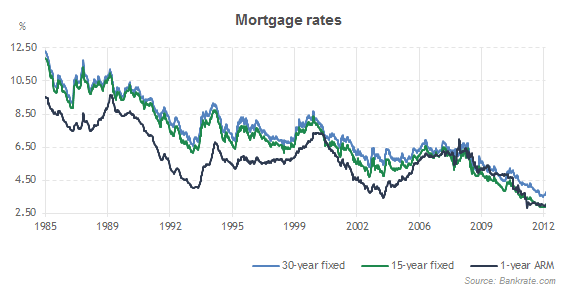 Mortgage rates
%
12.50
10.50
8.50
6.50
4.50
2.50
1985 1987 1989 1992 1995 1999 2002 2006 2009 2012
30-year fixed 15-year fixed 1-year ARM
Source: Bankrate.com